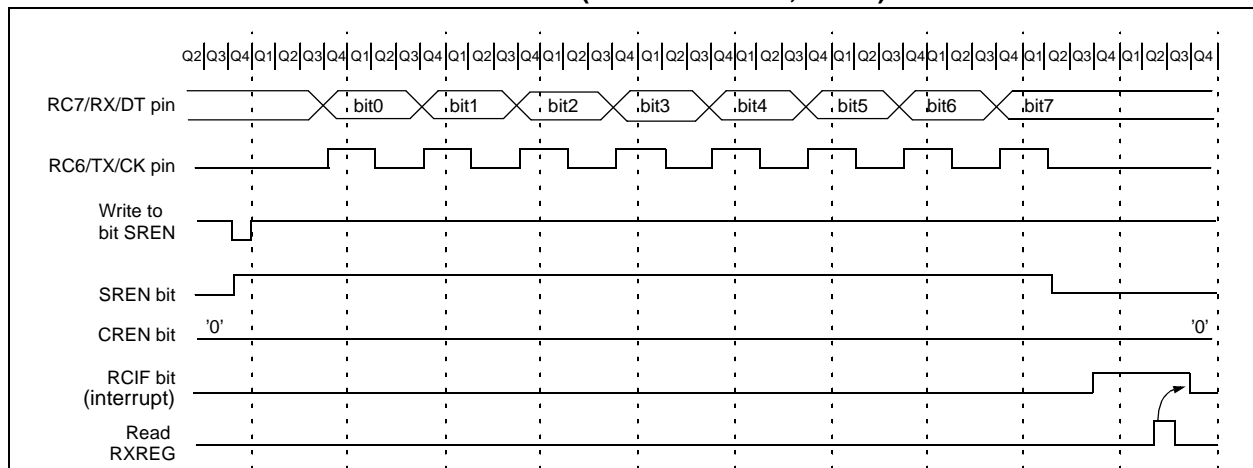 Q2 Q3 Q4 Q1 Q2 Q3 Q4 Q1 Q2 Q3 Q4 Q1 Q2 Q3 Q4 Q1 Q2 Q3 Q4 Q1 Q2 Q3 Q4 Q1 Q2 Q3 Q4 Q1 Q2 Q3 Q4 Q1 Q2 Q3 Q4 Q1 Q2 Q3 Q4 Q1 Q2 Q3 Q4
RC7/RX/DT pin bit0 bit1 bit2 bit3 bit4 bit5 bit6 bit7
RC6/TX/CK pin
Write to
bit SREN
SREN bit
CREN bit '0' '0'
RCIF bit
(interrupt)
Read
RXREG